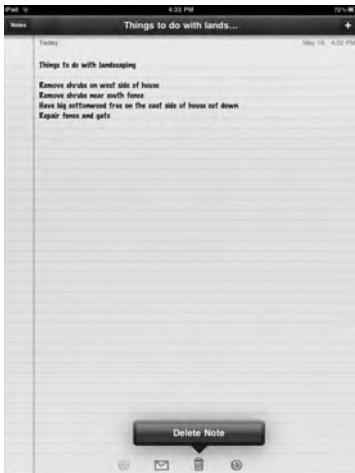 iPad 4:33 PM 72%
Notes Things to do with lands... +
Today May 19 4:32 PM
Things to do with landscaping
Remove shrubs on west side of house
Remove shrubs near south fence
Have big cottonwood tree on the east side of house cut down
Repair fence and gate
Delete Note